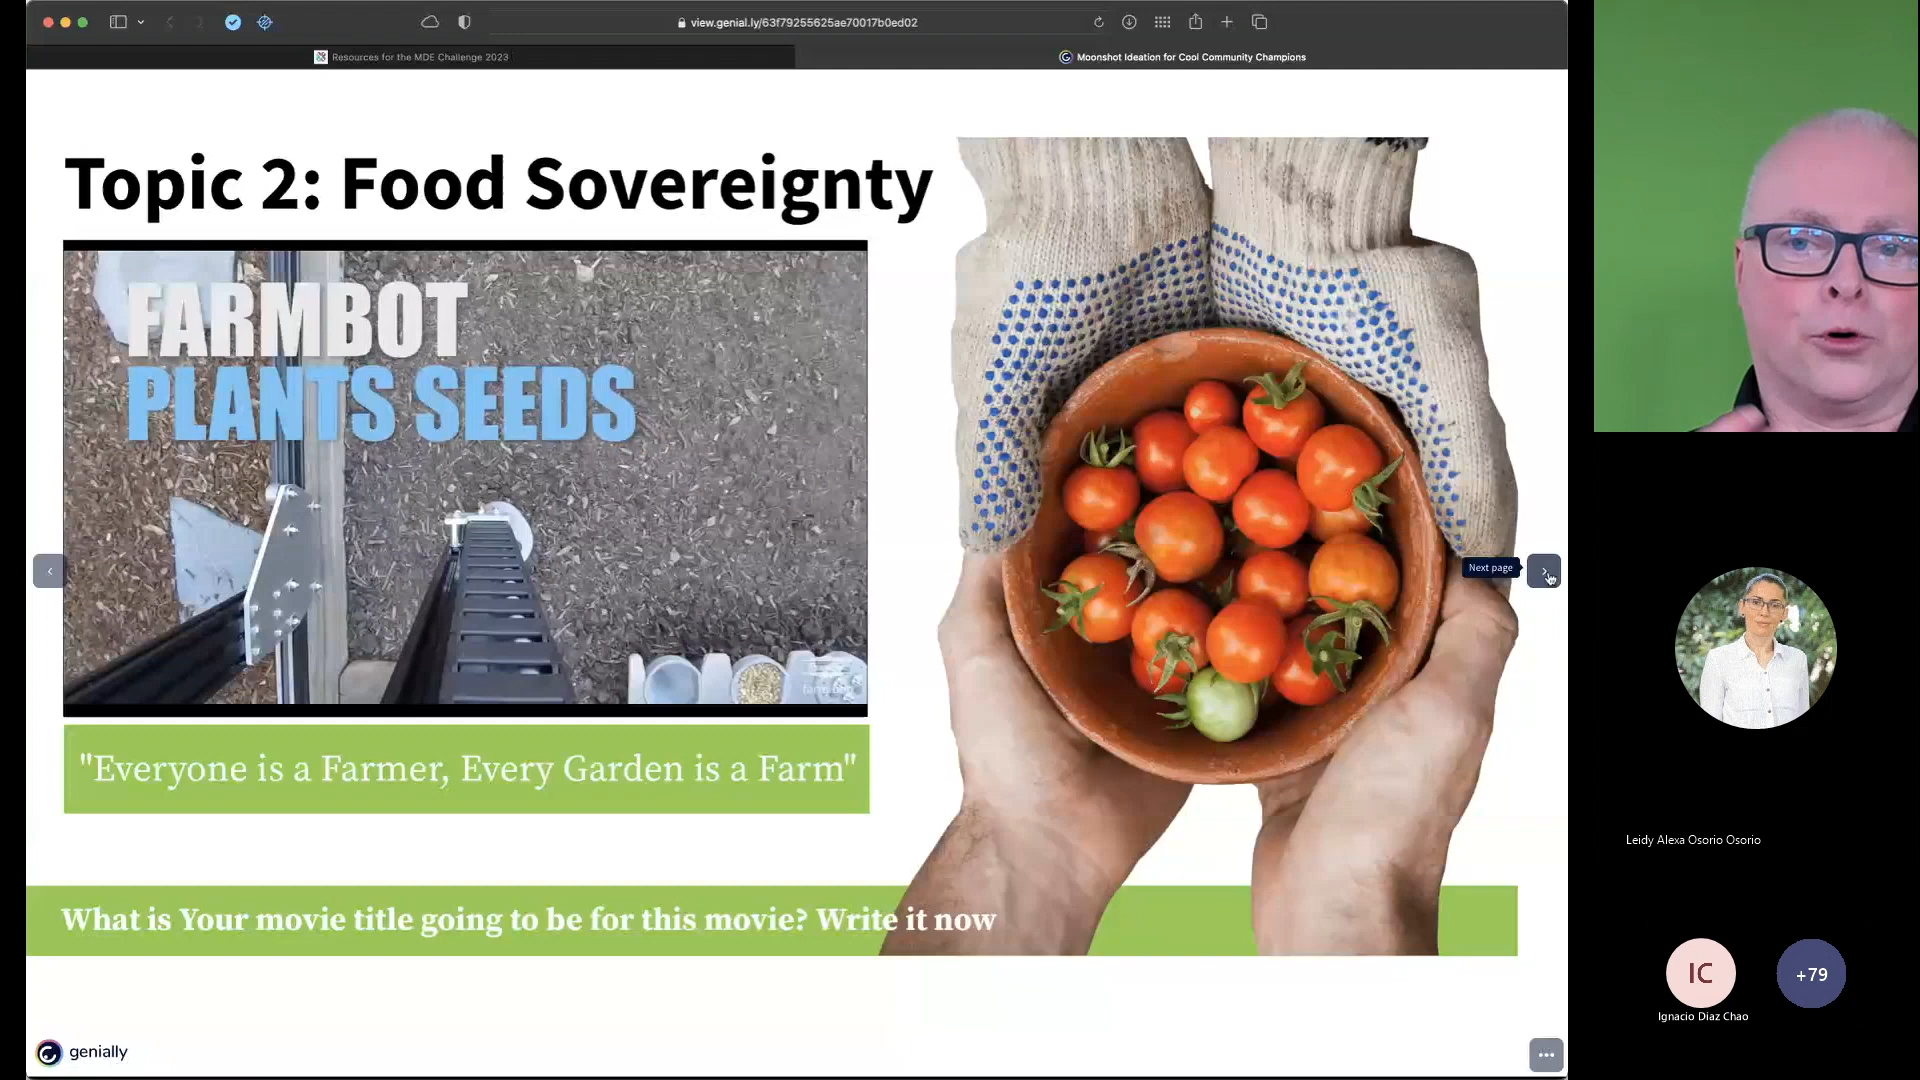 view.genial.ly/63f79255625ae70017b0ed02
Resources for the MDE Challenge 2023
Moonshot Ideation for Cool Community Champions
Topic 2: Food Sovereignty
FARMBOT
PLANTS SEEDS
"Everyone is a Farmer, Every Garden is a Farm"
Next page
What is Your movie title going to be for this movie? Write it now
genially
Leidy Alexa Osorio Osorio
IC
+79
Ignacio Diaz Chao